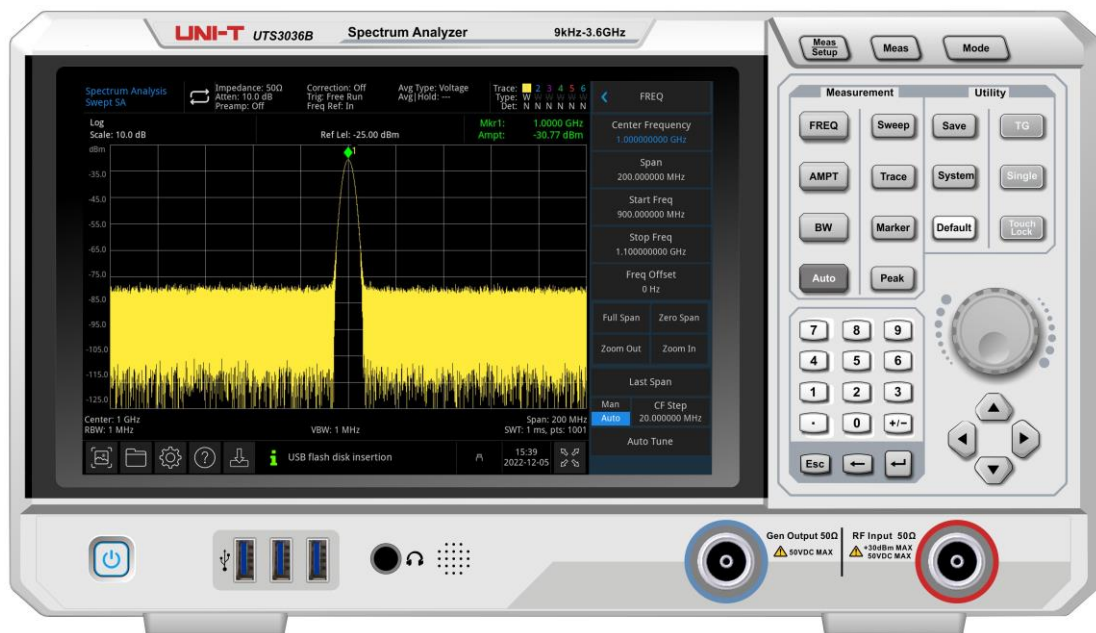 UNI-T UTS3036B Spectrum Analyzer 9kHz-3.6GHz
Spectrum Analysis
Swept SA
Impedance: 50Ω
Atten: 10.0 dB
Preamp: Off
Correction: Off
Trig: Free Run
Freq Ref: In
Avg Type: Voltage
Avg|Hold: ---
Trace: 2 3 4 5 6
Type: W W W W W W
Det: N N N N N N
Log
Scale: 10.0 dB
Ref Lel: -25.00 dBm
Mkr1: 1.0000 GHz
Ampt: -30.77 dBm
dBm
1
-35.0
-45.0
-55.0
-65.0
-75.0
-85.0
-95.0
-105.0
-115.0
-125.0
Center: 1 GHz
RBW: 1 MHz
VBW: 1 MHz
Span: 200 MHz
SWT: 1 ms, pts: 1001
?
i
USB flash disk insertion
15:39
2022-12-05
FREQ
Center Frequency
1.000000000 GHz
Span
200.000000 MHz
Start Freq
900.000000 MHz
Stop Freq
1.100000000 GHz
Freq Offset
0 Hz
Full Span Zero Span
Zoom Out Zoom In
Last Span
Man
Auto
CF Step
20.000000 MHz
Auto Tune
Meas
Setup
Meas
Mode
Measurement
Utility
FREQ Sweep Save TG
AMPT Trace System Single
BW Marker Default Touch
Lock
Auto Peak
7 8 9
4 5 6
1 2 3
. 0 +/−
Esc
Gen Output 50Ω
50VDC MAX
RF Input 50Ω
+30dBm MAX
50VDC MAX